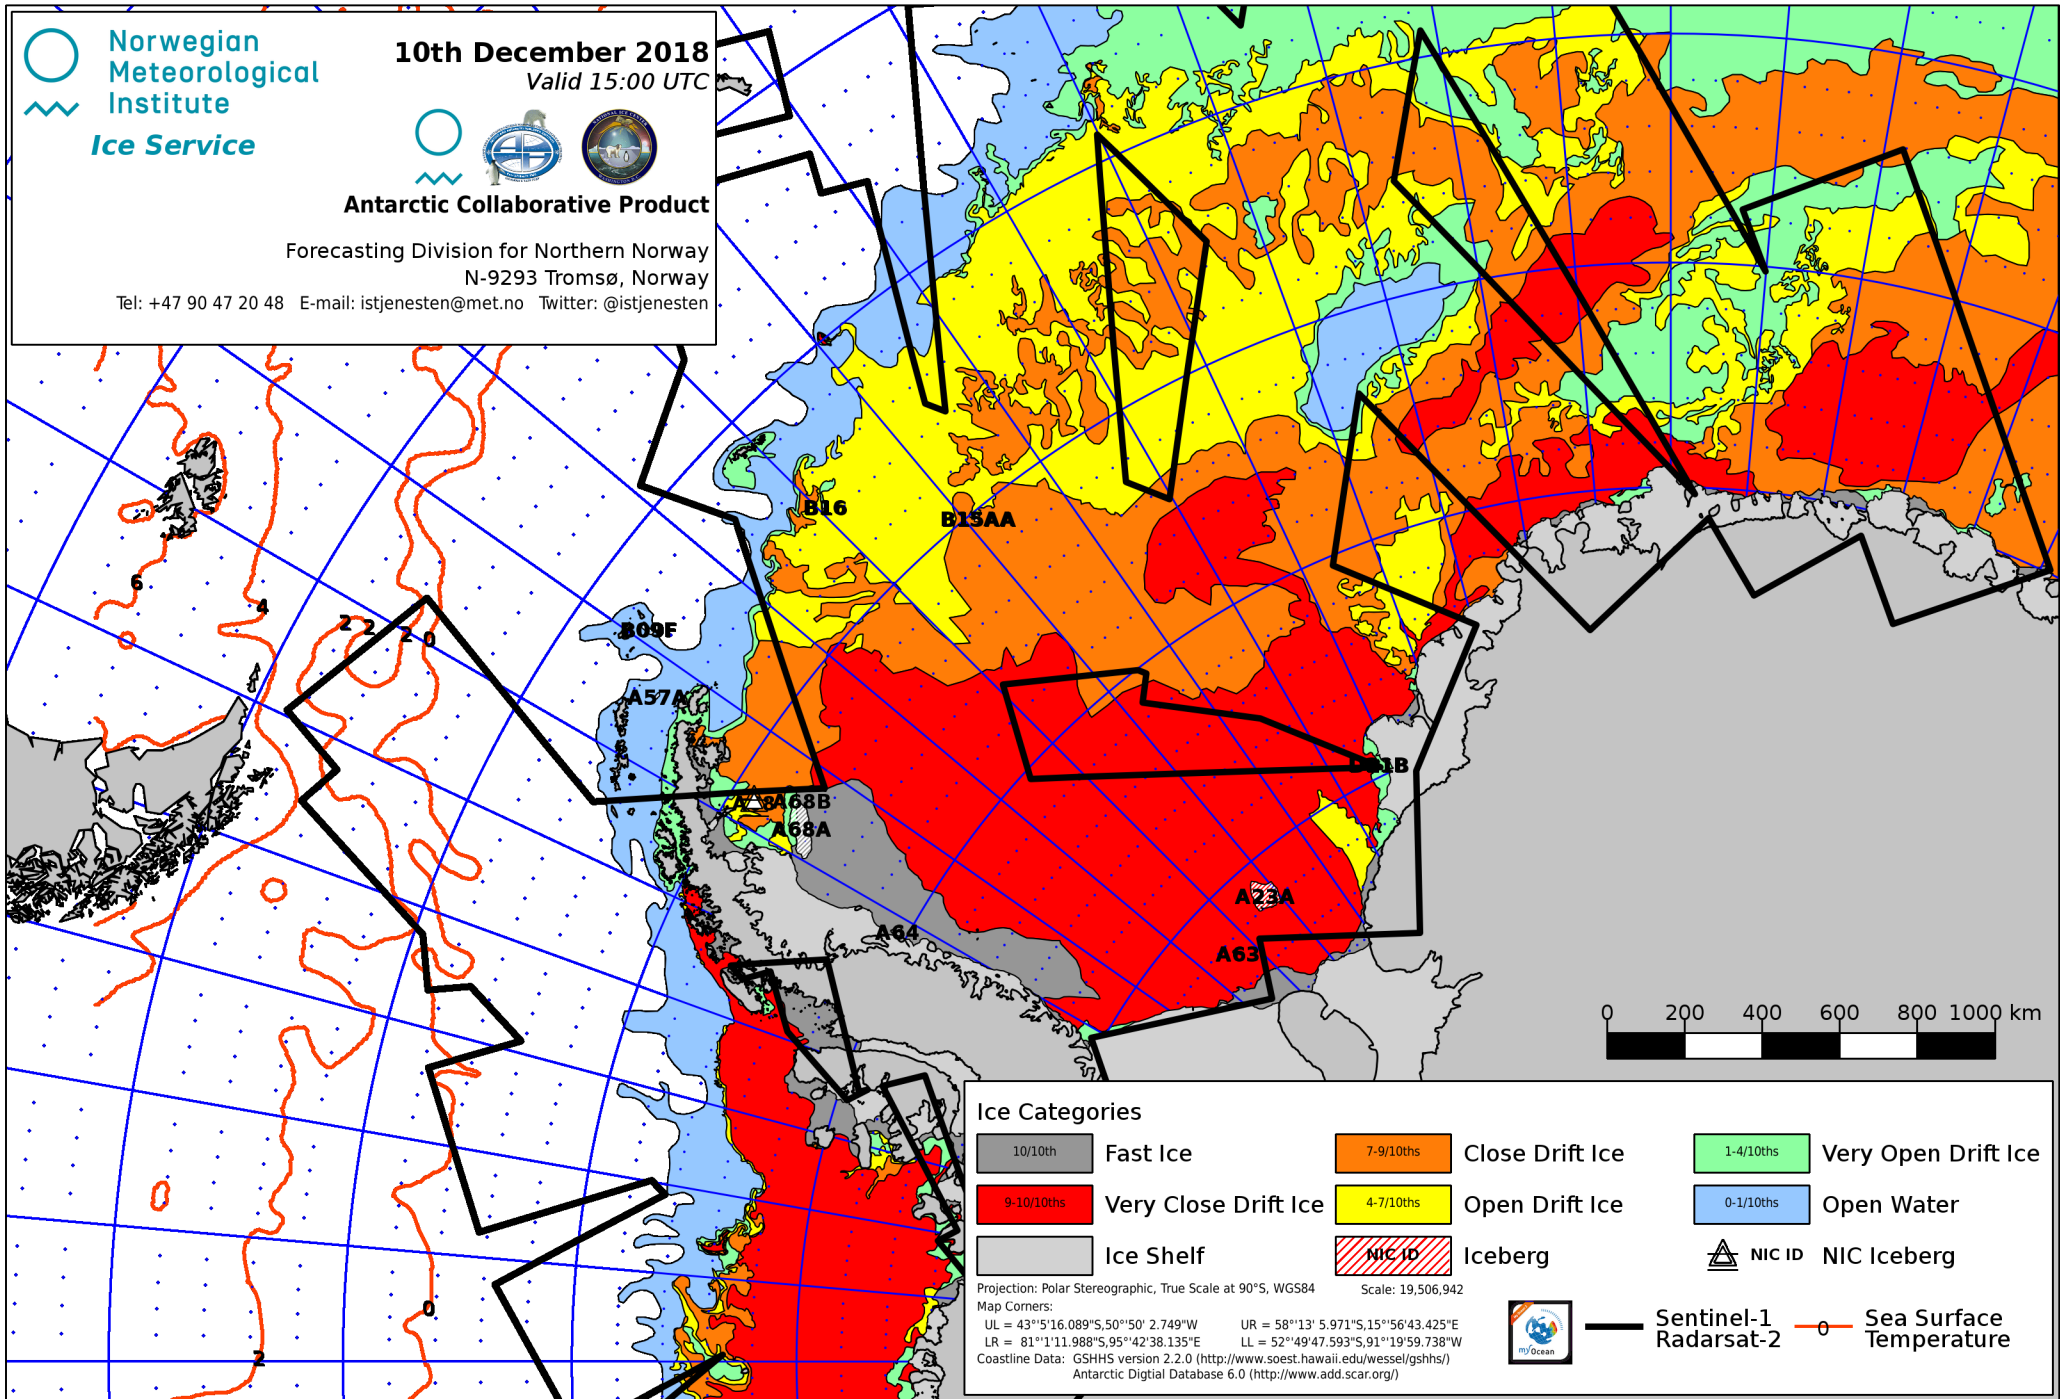 Norwegian
Meteorological
Institute
Ice Service
10th December 2018
Valid 15:00 UTC
Antarctic Collaborative Product
Forecasting Division for Northern Norway
N-9293 Tromsø, Norway
Tel: +47 90 47 20 48 E-mail: istjenesten@met.no Twitter: @istjenesten
B16
B15AA
6
4
2
2
2
0
B09F
A57A
A68B
A68A
A23A
A64
A63
0
2
0 200 400 600 800 1000 km
Ice Categories
10/10th Fast Ice
7-9/10ths Close Drift Ice
1-4/10ths Very Open Drift Ice
9-10/10ths Very Close Drift Ice
4-7/10ths Open Drift Ice
0-1/10ths Open Water
Ice Shelf
NIC ID Iceberg
NIC ID NIC Iceberg
Projection: Polar Stereographic, True Scale at 90°S, WGS84 Scale: 19,506,942
Map Corners:
UL = 43°'5'16.089"S,50°'50' 2.749"W UR = 58°'13' 5.971"S,15°'56'43.425"E
LR = 81°'1'11.988"S,95°'42'38.135"E LL = 52°'49'47.593"S,91°'19'59.738"W
Coastline Data: GSHHS version 2.2.0 (http://www.soest.hawaii.edu/wessel/gshhs/)
Antarctic Digtial Database 6.0 (http://www.add.scar.org/)
myOcean
Sentinel-1
Radarsat-2
0
Sea Surface
Temperature